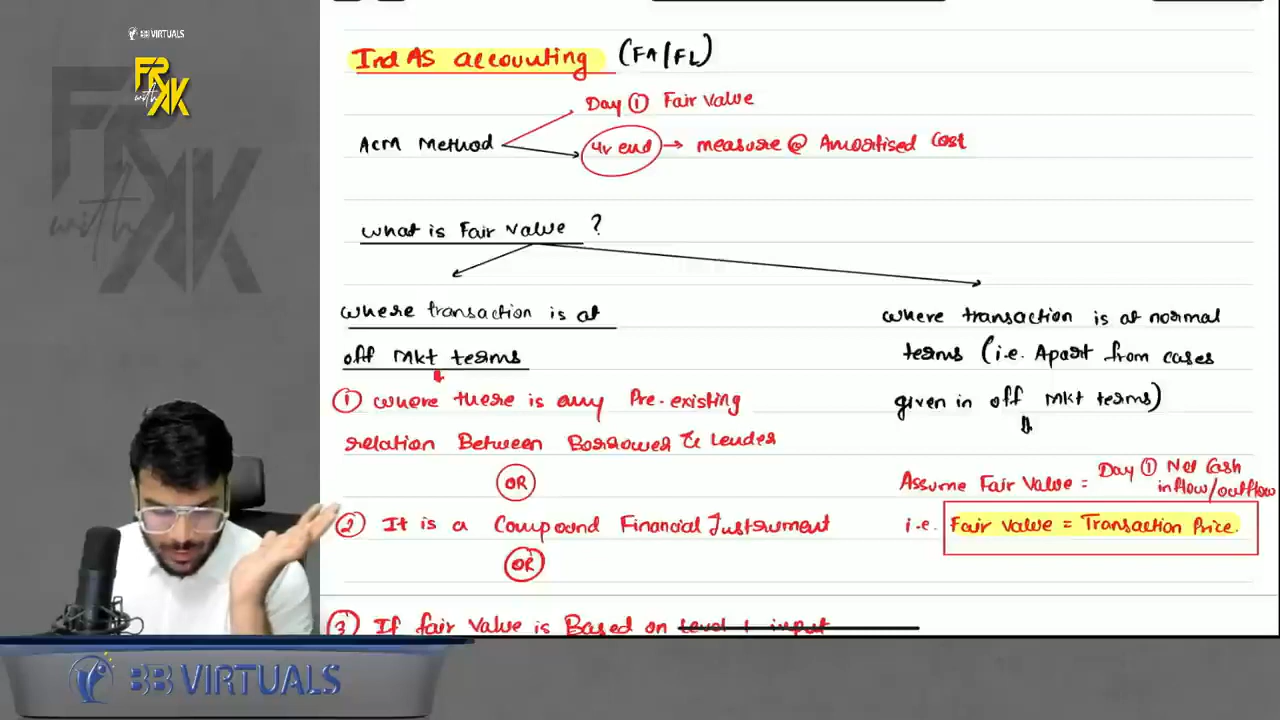 BB VIRTUALS
FR
with KK
FR
with KK
Ind AS accounting (FA/FL)
Day ① Fair Value
ACM Method
Yr end → measure @ Amortised Cost
What is Fair Value ?
where transaction is at
off Mkt terms
① where there is any Pre-existing
relation Between Borrower & Lender
OR
② It is a Compound Financial Instrument
OR
③ If fair value is Based on Level 1 input
where transaction is at normal
terms (i.e. Apart from cases
given in off Mkt terms)
Assume Fair Value = Day ① Net Cash
inflow/outflow
i.e. Fair Value = Transaction Price.
BB VIRTUALS